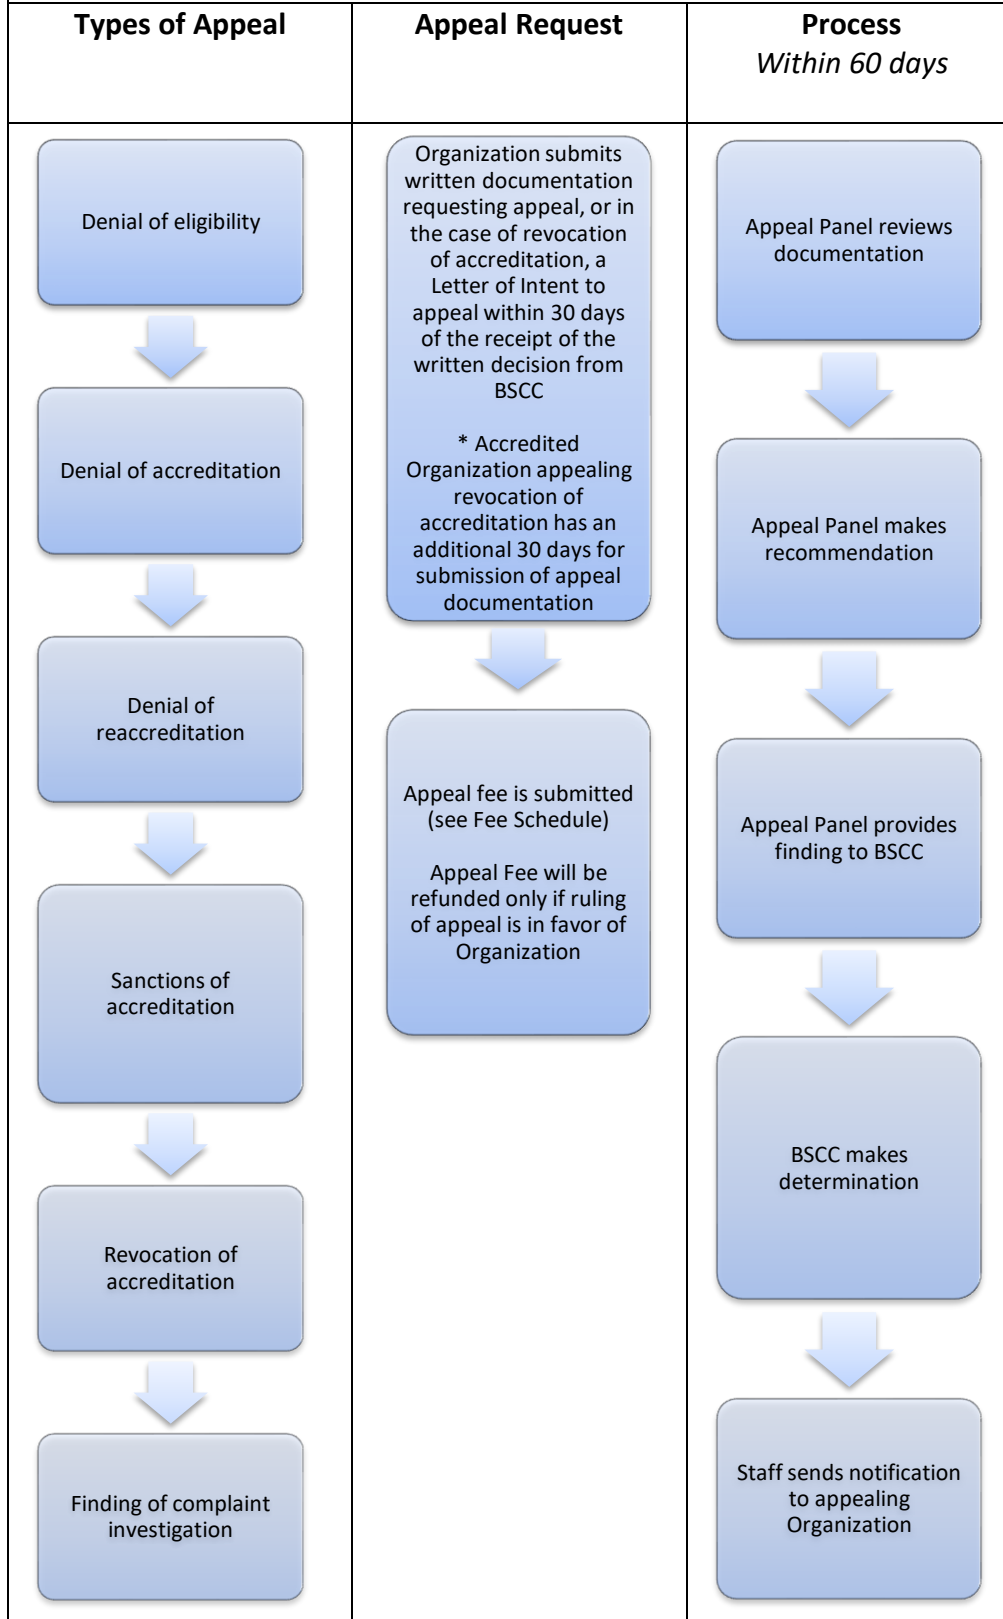 Types of Appeal
Appeal Request
Process
Within 60 days
Denial of eligibility
Denial of accreditation
Denial of
reaccreditation
Sanctions of
accreditation
Revocation of
accreditation
Finding of complaint
investigation
Organization submits
written documentation
requesting appeal, or in
the case of revocation
of accreditation, a
Letter of Intent to
appeal within 30 days
of the receipt of the
written decision from
BSCC
* Accredited
Organization appealing
revocation of
accreditation has an
additional 30 days for
submission of appeal
documentation
Appeal fee is submitted
(see Fee Schedule)
Appeal Fee will be
refunded only if ruling
of appeal is in favor of
Organization
Appeal Panel reviews
documentation
Appeal Panel makes
recommendation
Appeal Panel provides
finding to BSCC
BSCC makes
determination
Staff sends notification
to appealing
Organization